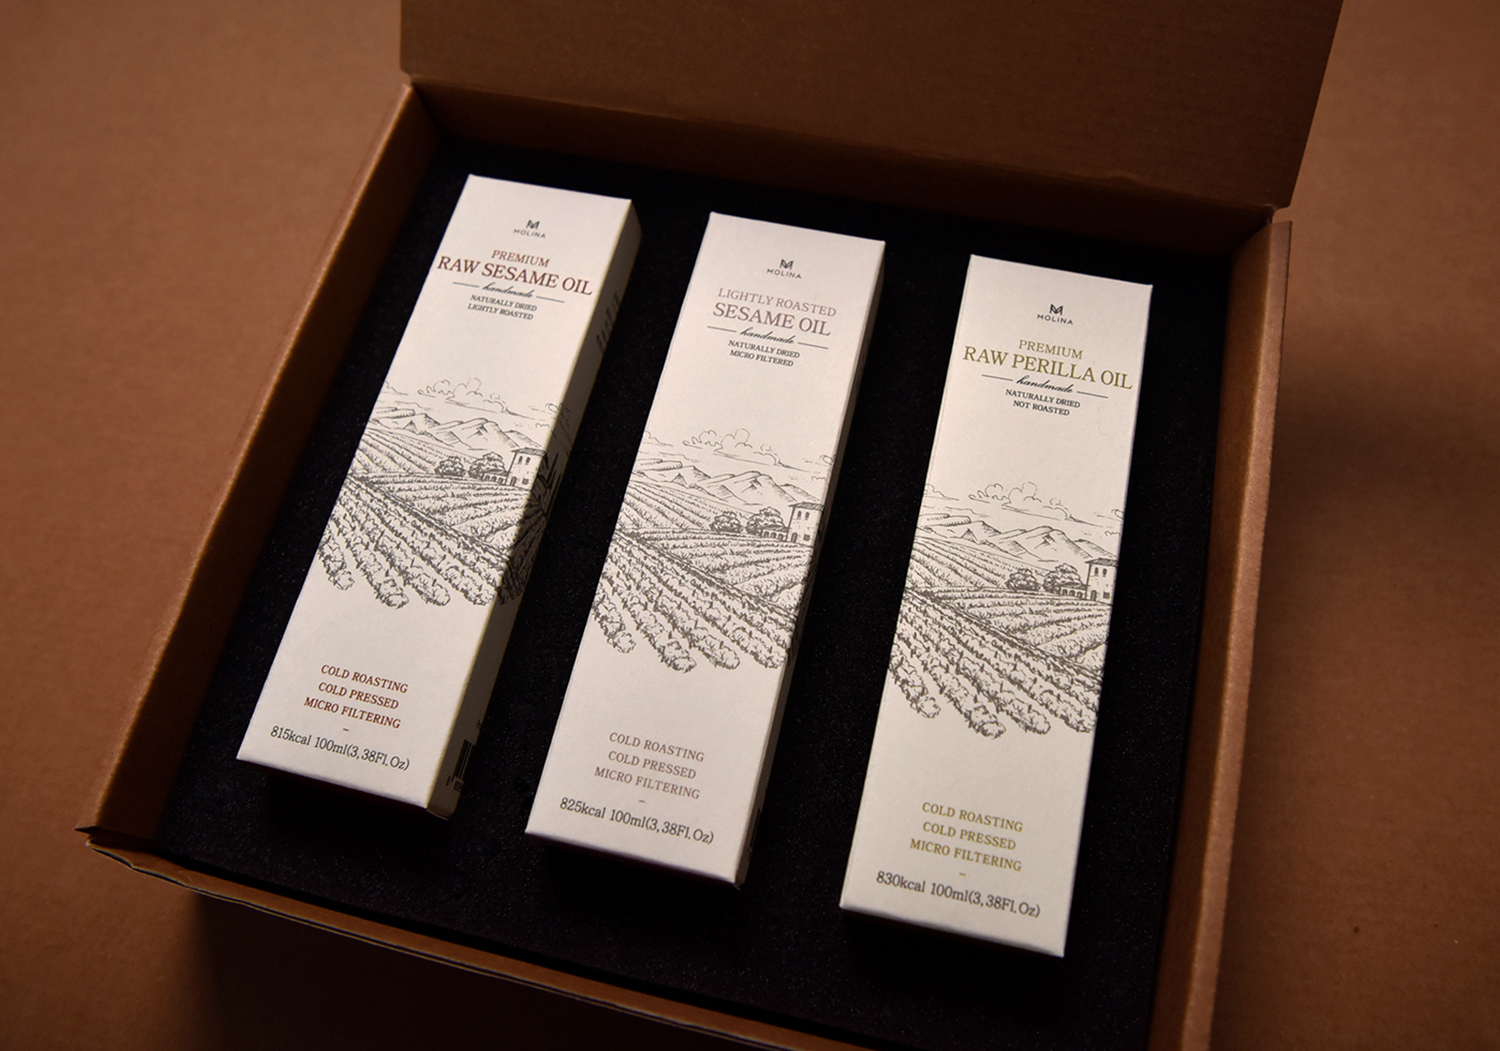 MOLINA
PREMIUM
RAW SESAME OIL
handmade
NATURALLY DRIED
LIGHTLY ROASTED
COLD ROASTING
COLD PRESSED
MICRO FILTERING
815kcal 100ml(3,38Fl.Oz)
MOLINA
LIGHTLY ROASTED
SESAME OIL
handmade
NATURALLY DRIED
MICRO FILTERED
COLD ROASTING
COLD PRESSED
MICRO FILTERING
825kcal 100ml(3,38Fl.Oz)
MOLINA
PREMIUM
RAW PERILLA OIL
handmade
NATURALLY DRIED
NOT ROASTED
COLD ROASTING
COLD PRESSED
MICRO FILTERING
830kcal 100ml(3,38Fl.Oz)